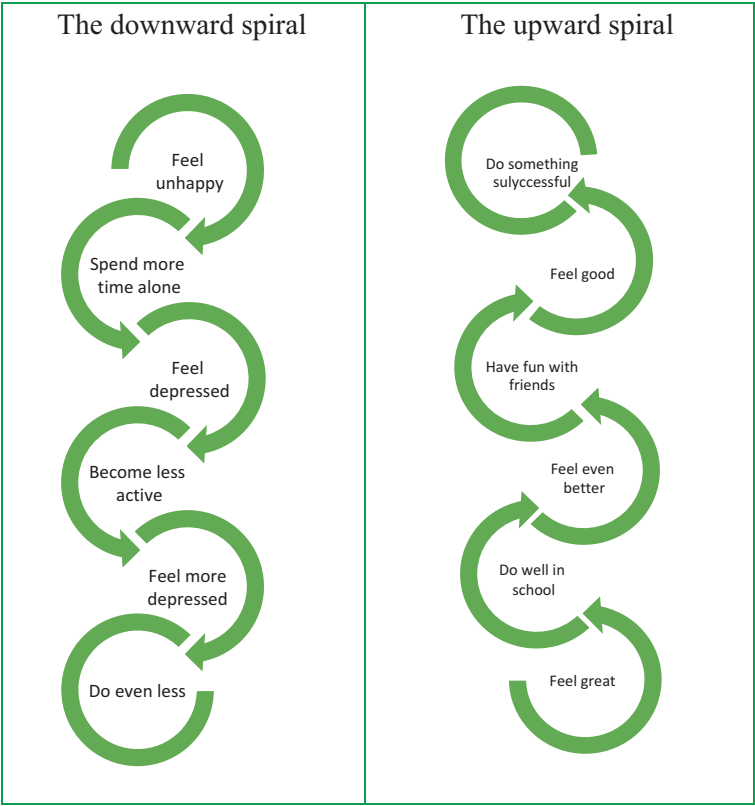 The downward spiral
Feel
unhappy
Spend more
time alone
Feel
depressed
Become less
active
Feel more
depressed
Do even less
The upward spiral
Do something
sulyccessful
Feel good
Have fun with
friends
Feel even
better
Do well in
school
Feel great